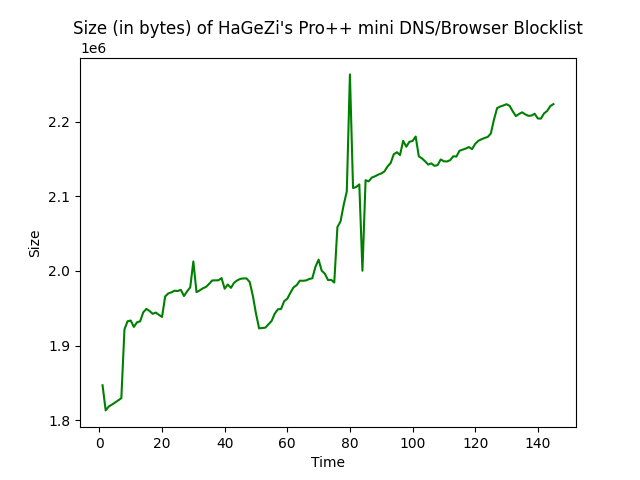 Size (in bytes) of HaGeZi's Pro++ mini DNS/Browser Blocklist
1e6
2.2
2.1
2.0
1.9
1.8
Size
0 20 40 60 80 100 120 140
Time